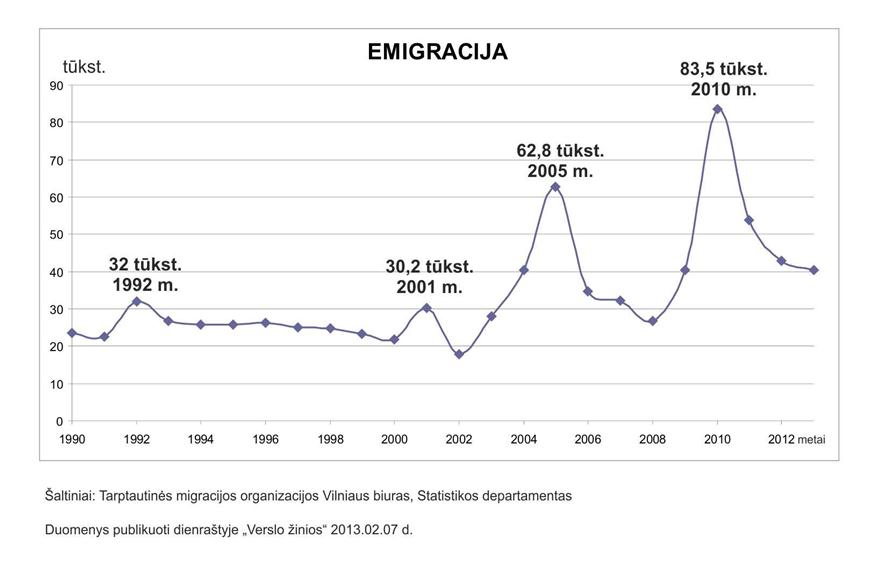 EMIGRACIJA
tūkst.
83,5 tūkst.
2010 m.
62,8 tūkst.
2005 m.
32 tūkst.
1992 m.
30,2 tūkst.
2001 m.
90
80
70
60
50
40
30
20
10
0
1990 1992 1994 1996 1998 2000 2002 2004 2006 2008 2010 2012 metai
Šaltiniai: Tarptautinės migracijos organizacijos Vilniaus biuras, Statistikos departamentas
Duomenys publikuoti dienraštyje „Verslo žinios“ 2013.02.07 d.